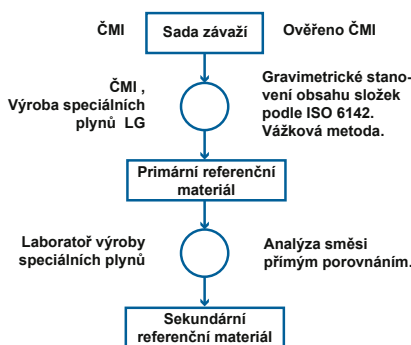 ČMI
Sada závaží
Ověřeno ČMI
ČMI ,
Výroba speciálních
plynů LG
Gravimetrické stano-
vení obsahu složek
podle ISO 6142.
Vážková metoda.
Primární referenční
materiál
Laboratoř výroby
speciálních plynů
Analýza směsi
přímým porovnáním.
Sekundární
referenční materiál